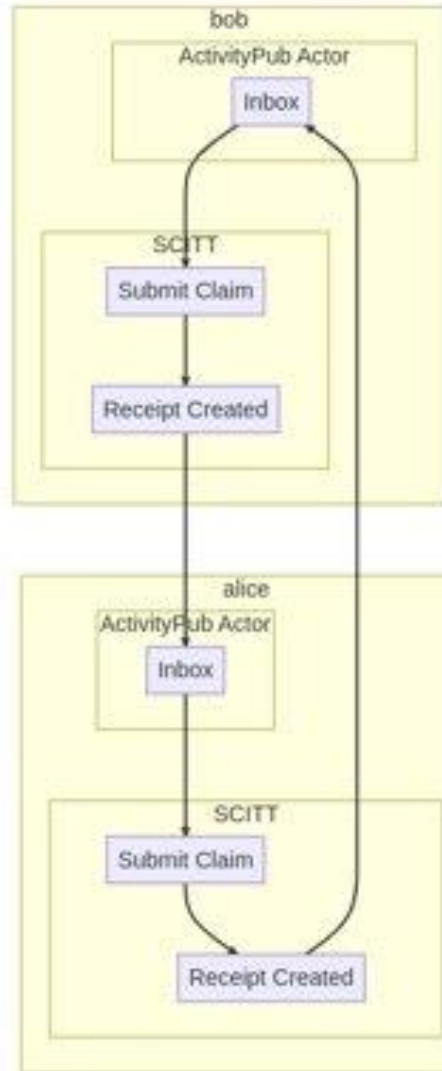 bob
ActivityPub Actor
Inbox
SCITT
Submit Claim
Receipt Created
alice
ActivityPub Actor
Inbox
SCITT
Submit Claim
Receipt Created